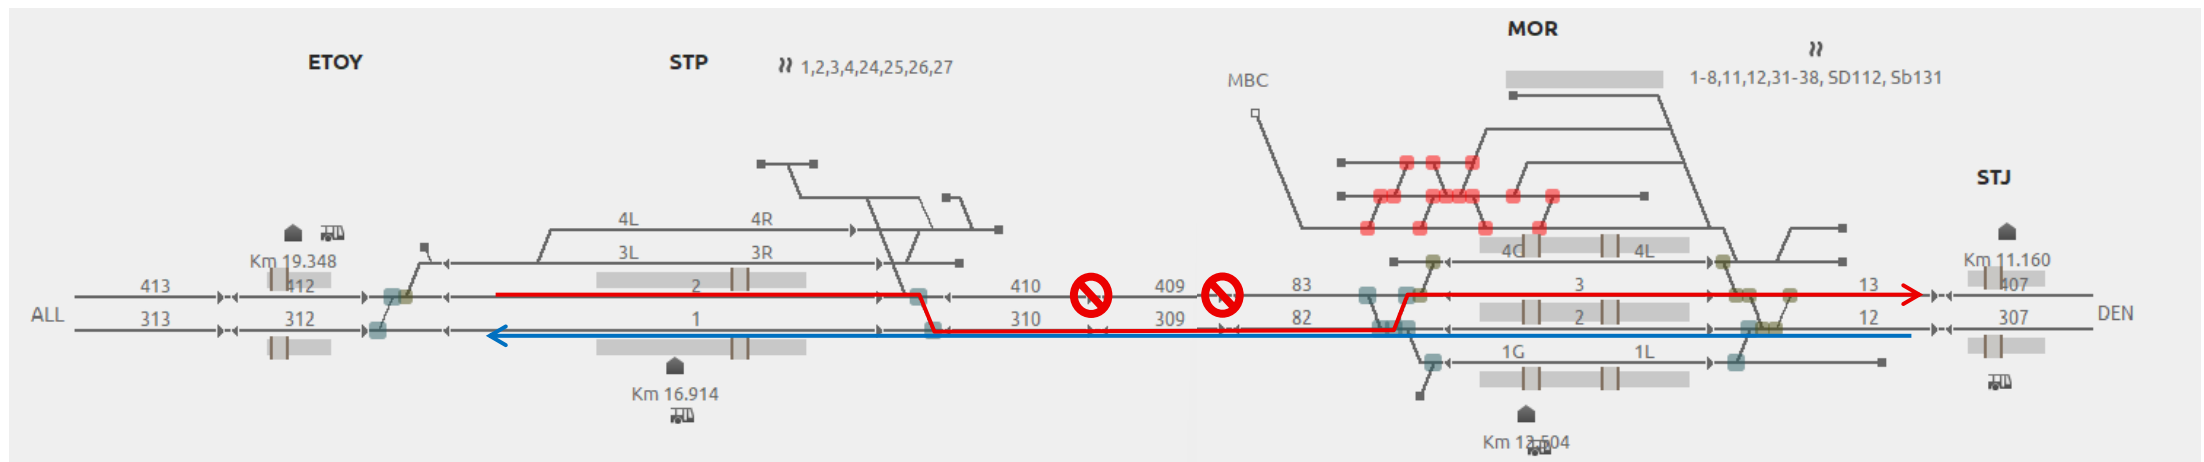 MOR
ETOY
STP
1,2,3,4,24,25,26,27
1-8,11,12,31-38, SD112, Sb131
MBC
STJ
4L
4R
3L
3R
4G
4L
Km 19.348
Km 11.160
413
412
2
410
409
83
3
13
407
ALL
DEN
313
312
1
310
309
82
2
12
307
1G
1L
Km 16.914
Km 12.504